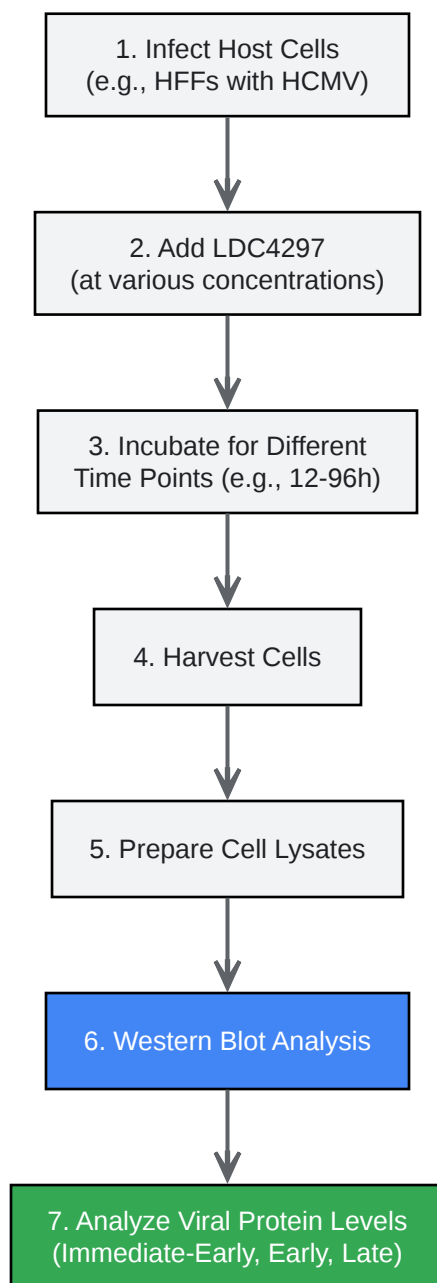 1. Infect Host Cells
(e.g., HFFs with HCMV)
2. Add LDC4297
(at various concentrations)
3. Incubate for Different
Time Points (e.g., 12-96h)
4. Harvest Cells
5. Prepare Cell Lysates
6. Western Blot Analysis
7. Analyze Viral Protein Levels
(Immediate-Early, Early, Late)